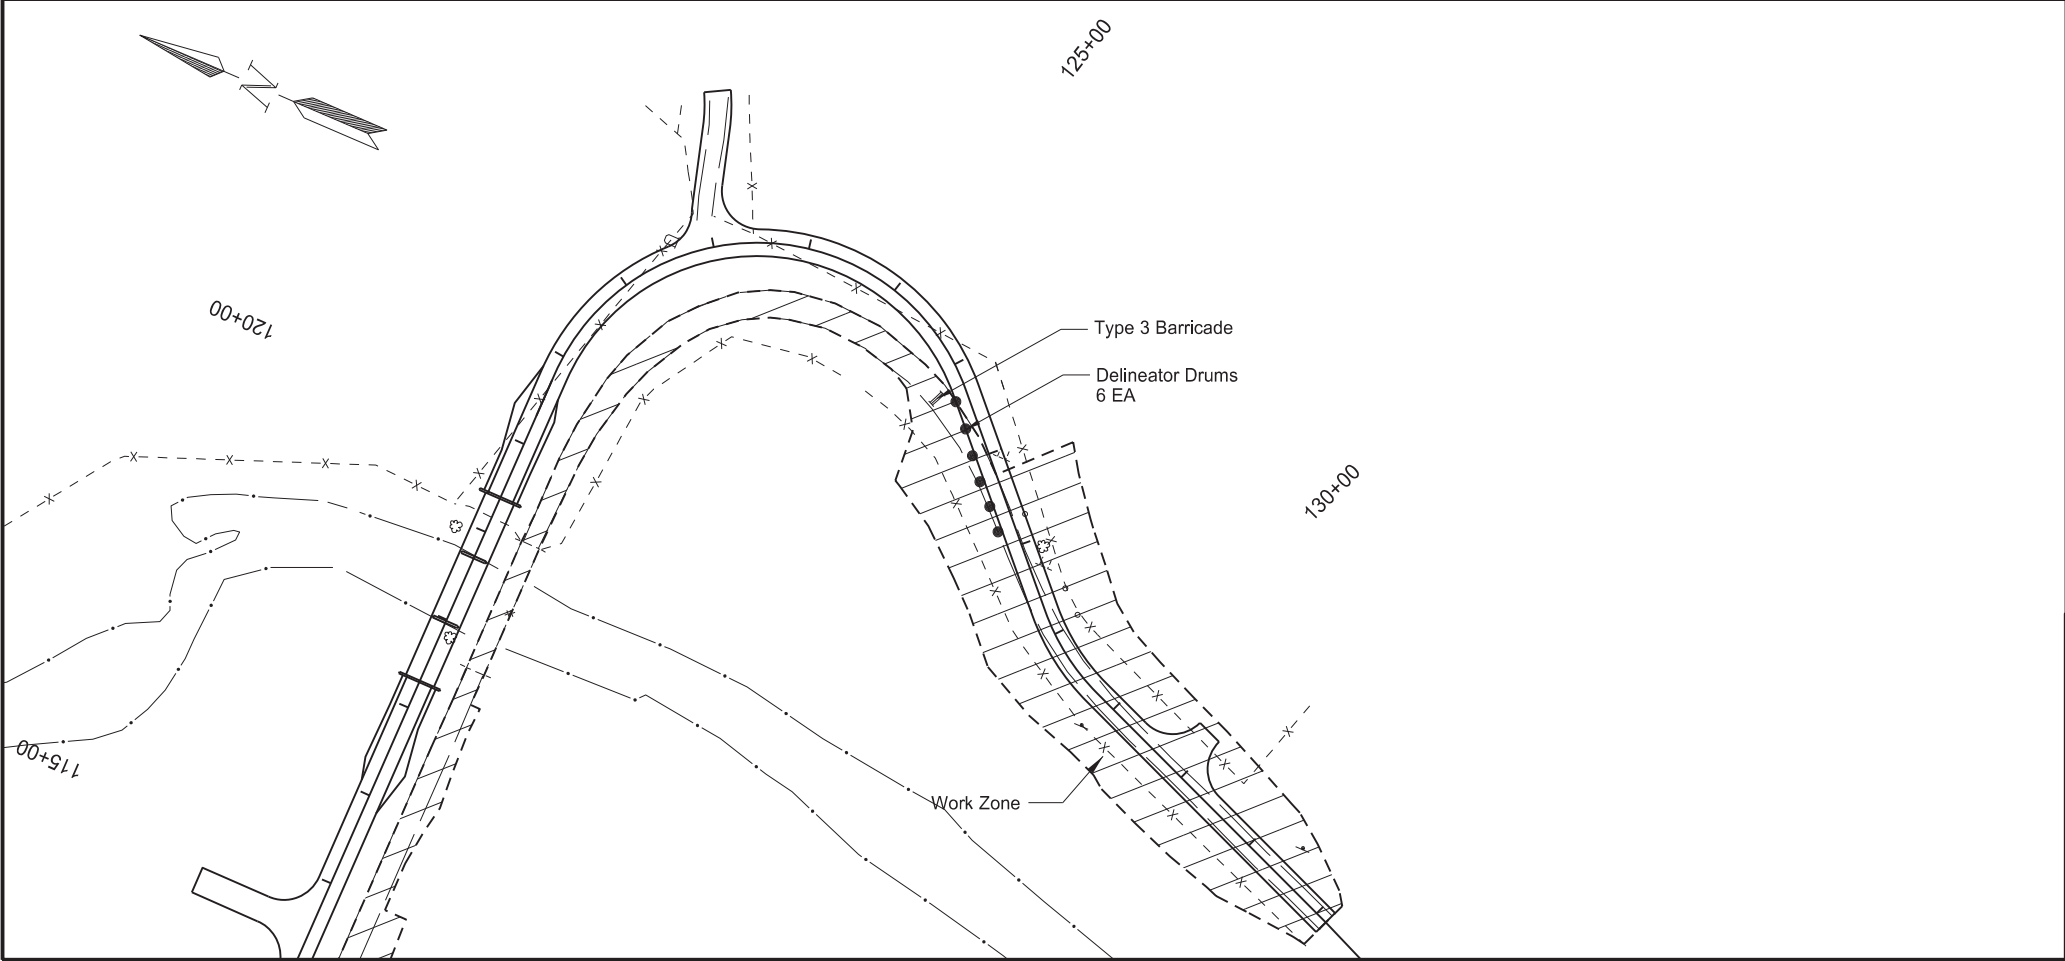 N
125+00
120+00
Type 3 Barricade
Delineator Drums
6 EA
130+00
115+00
Work Zone